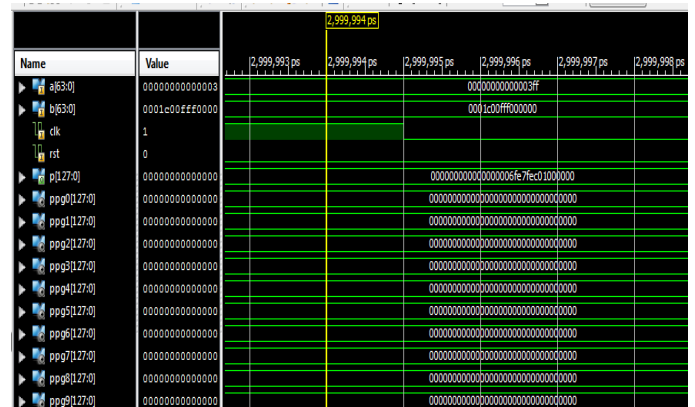 2,999,994 ps
Name Value 2,999,993 ps 2,999,994 ps 2,999,995 ps 2,999,996 ps 2,999,997 ps 2,999,998 ps
a[63:0] 0000000000003 00000000000003ff
b[63:0] 0001c00fff0000 0001c00fff000000
clk 1
rst 0
p[127:0] 00000000000000 00000000000000006fe7fec01000000
ppg0[127:0] 00000000000000 00000000000000000000000000000000
ppg1[127:0] 00000000000000 00000000000000000000000000000000
ppg2[127:0] 00000000000000 00000000000000000000000000000000
ppg3[127:0] 00000000000000 00000000000000000000000000000000
ppg4[127:0] 00000000000000 00000000000000000000000000000000
ppg5[127:0] 00000000000000 00000000000000000000000000000000
ppg6[127:0] 00000000000000 00000000000000000000000000000000
ppg7[127:0] 00000000000000 00000000000000000000000000000000
ppg8[127:0] 00000000000000 00000000000000000000000000000000
ppg9[127:0] 00000000000000 00000000000000000000000000000000